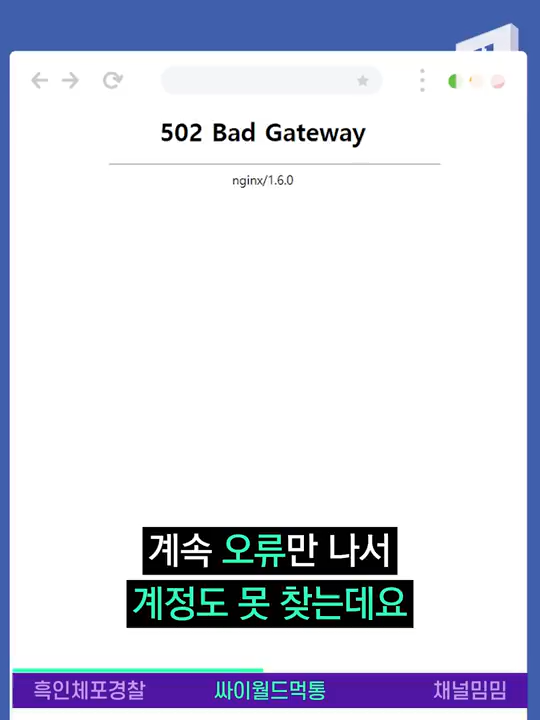 502 Bad Gateway
nginx/1.6.0
계속 오류만 나서
계정도 못 찾는데요
흑인체포경찰 싸이월드먹통 채널밈밈